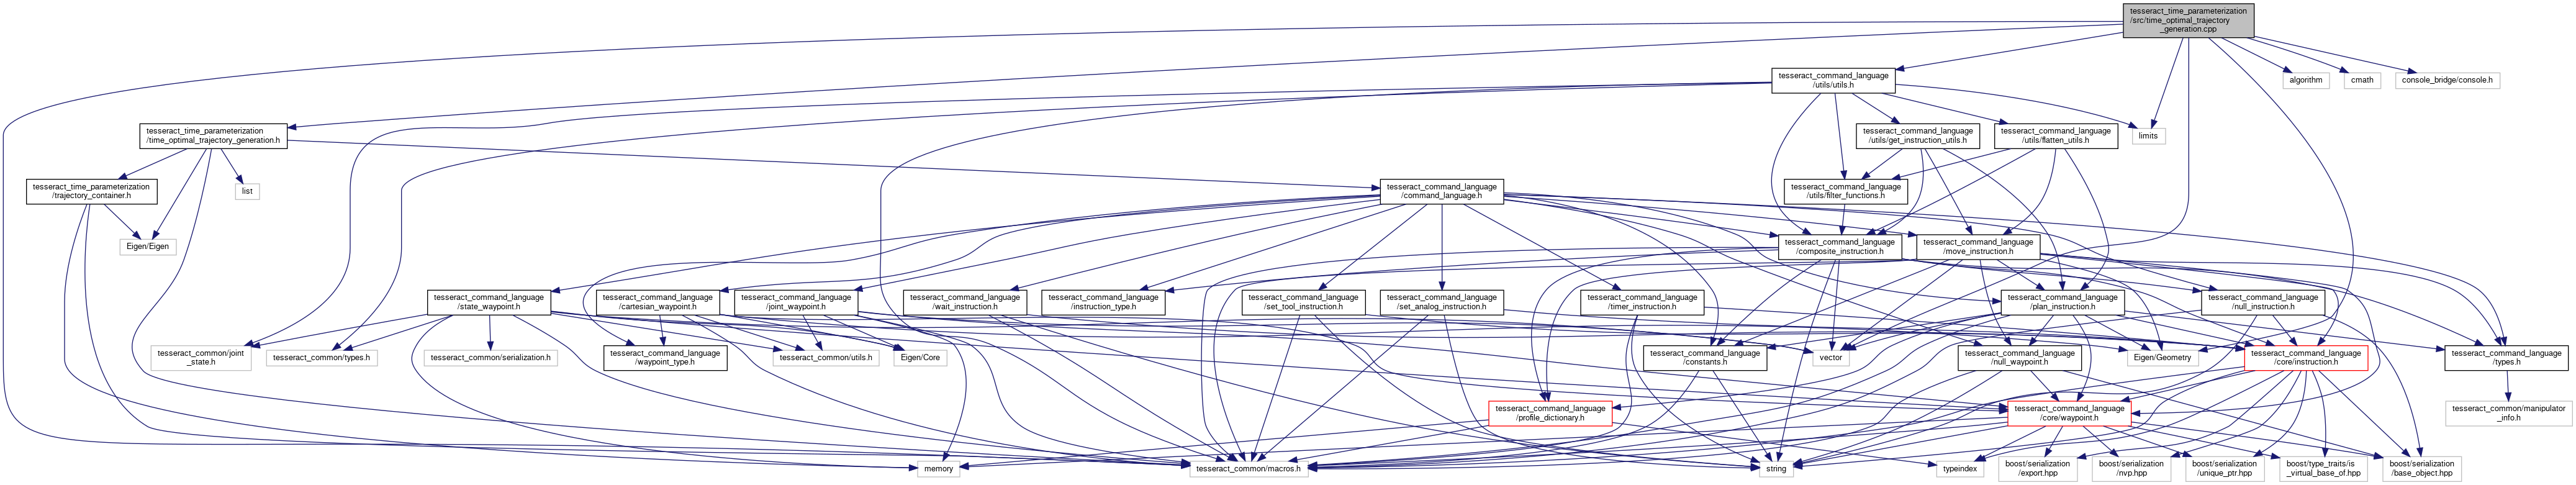 tesseract_time_parameterization
/src/time_optimal_trajectory
_generation.cpp
tesseract_command_language
/utils/utils.h
algorithm
cmath
console_bridge/console.h
tesseract_time_parameterization
/time_optimal_trajectory_generation.h
tesseract_command_language
/utils/get_instruction_utils.h
tesseract_command_language
/utils/flatten_utils.h
limits
tesseract_time_parameterization
/trajectory_container.h
list
tesseract_command_language
/command_language.h
tesseract_command_language
/utils/filter_functions.h
Eigen/Eigen
tesseract_command_language
/composite_instruction.h
tesseract_command_language
/move_instruction.h
tesseract_command_language
/state_waypoint.h
tesseract_command_language
/cartesian_waypoint.h
tesseract_command_language
/joint_waypoint.h
tesseract_command_language
/wait_instruction.h
tesseract_command_language
/instruction_type.h
tesseract_command_language
/set_tool_instruction.h
tesseract_command_language
/set_analog_instruction.h
tesseract_command_language
/timer_instruction.h
tesseract_command_language
/plan_instruction.h
tesseract_command_language
/null_instruction.h
tesseract_common/joint
_state.h
tesseract_common/types.h
tesseract_common/serialization.h
tesseract_command_language
/waypoint_type.h
tesseract_common/utils.h
Eigen/Core
tesseract_command_language
/constants.h
vector
tesseract_command_language
/null_waypoint.h
Eigen/Geometry
tesseract_command_language
/core/instruction.h
tesseract_command_language
/types.h
tesseract_command_language
/profile_dictionary.h
tesseract_command_language
/core/waypoint.h
tesseract_common/manipulator
_info.h
memory
tesseract_common/macros.h
string
typeindex
boost/serialization
/export.hpp
boost/serialization
/nvp.hpp
boost/serialization
/unique_ptr.hpp
boost/type_traits/is
_virtual_base_of.hpp
boost/serialization
/base_object.hpp